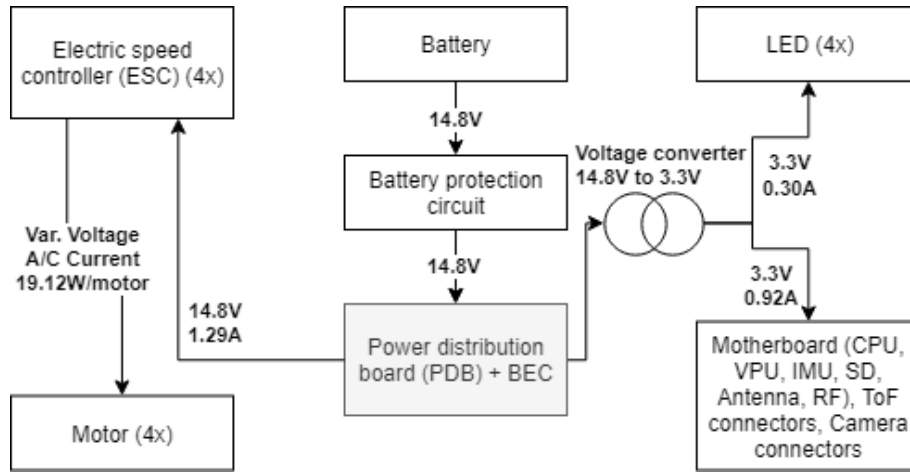 Electric speed
controller (ESC) (4x)
Battery
LED (4x)
14.8V
Voltage converter
14.8V to 3.3V
3.3V
0.30A
Battery protection
circuit
Var. Voltage
A/C Current
19.12W/motor
14.8V
3.3V
0.92A
14.8V
1.29A
Power distribution
board (PDB) + BEC
Motherboard (CPU,
VPU, IMU, SD,
Antenna, RF), ToF
connectors, Camera
connectors
Motor (4x)